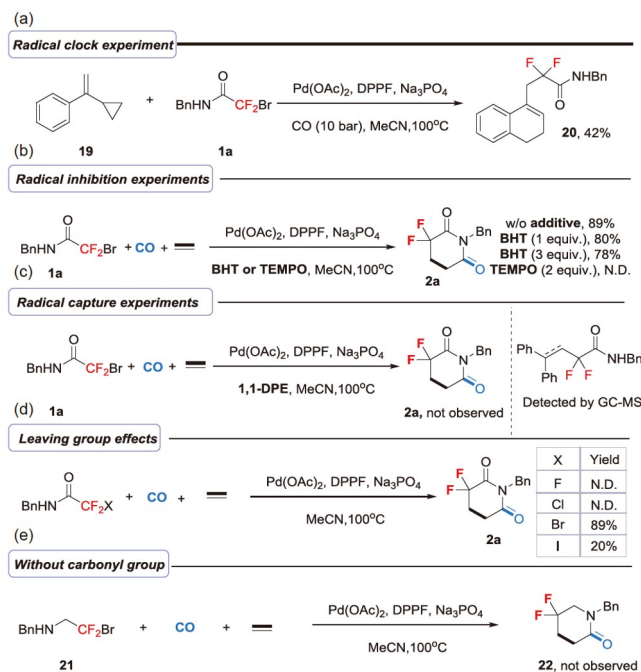 (a)
Radical clock experiment
19
+
O
BnHN
CF2Br
1a
Pd(OAc)2, DPPF, Na3PO4
CO (10 bar), MeCN,100°C
F F
NHBn
O
20, 42%
(b)
Radical inhibition experiments
O
BnHN
CF2Br
1a
+ CO +
Pd(OAc)2, DPPF, Na3PO4
BHT or TEMPO, MeCN,100°C
F O
F N Bn
O
2a
w/o additive, 89%
BHT (1 equiv.), 80%
BHT (3 equiv.), 78%
TEMPO (2 equiv.), N.D.
(c)
Radical capture experiments
O
BnHN
CF2Br
1a
+ CO +
Pd(OAc)2, DPPF, Na3PO4
1,1-DPE, MeCN,100°C
F O
F N Bn
O
2a, not observed
Ph O
NHBn
Ph F F
Detected by GC-MS
(d)
Leaving group effects
O
BnHN
CF2X
+ CO +
Pd(OAc)2, DPPF, Na3PO4
MeCN,100°C
F O
F N Bn
O
2a
X Yield
F N.D.
Cl N.D.
Br 89%
I 20%
(e)
Without carbonyl group
BnHN
CF2Br
21
+ CO +
Pd(OAc)2, DPPF, Na3PO4
MeCN,100°C
F
F N Bn
O
22, not observed